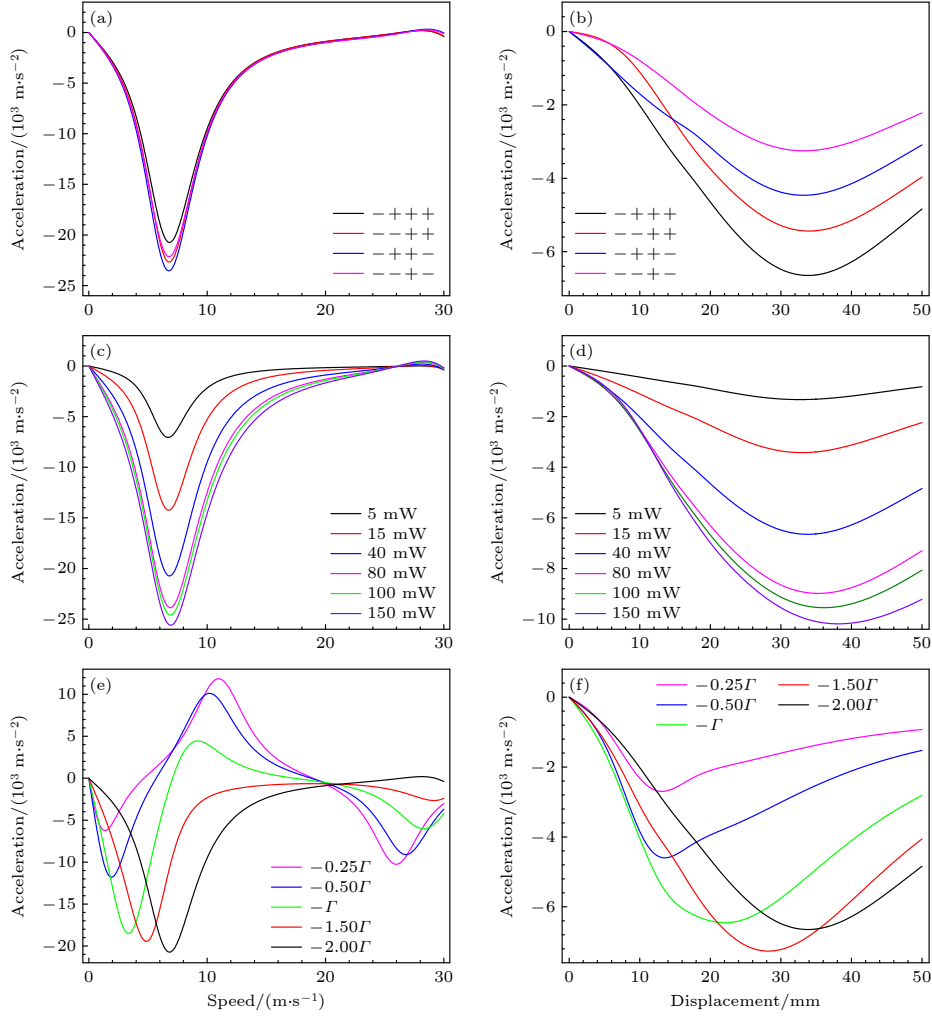 (a)
Acceleration/(10³ m·s⁻²)
0
−5
−10
−15
−20
−25
0
10
20
30
−+++
−−++
−++−
−−+−
(b)
Acceleration/(10³ m·s⁻²)
0
−2
−4
−6
0
10
20
30
40
50
−+++
−−++
−++−
−−+−
(c)
Acceleration/(10³ m·s⁻²)
0
−5
−10
−15
−20
−25
0
10
20
30
5 mW
15 mW
40 mW
80 mW
100 mW
150 mW
(d)
Acceleration/(10³ m·s⁻²)
0
−2
−4
−6
−8
−10
0
10
20
30
40
50
5 mW
15 mW
40 mW
80 mW
100 mW
150 mW
(e)
Acceleration/(10³ m·s⁻²)
10
5
0
−5
−10
−15
−20
0
10
20
30
−0.25Γ
−0.50Γ
−Γ
−1.50Γ
−2.00Γ
Speed/(m·s⁻¹)
(f)
Acceleration/(10³ m·s⁻²)
0
−2
−4
−6
0
10
20
30
40
50
−0.25Γ
−0.50Γ
−Γ
−1.50Γ
−2.00Γ
Displacement/mm